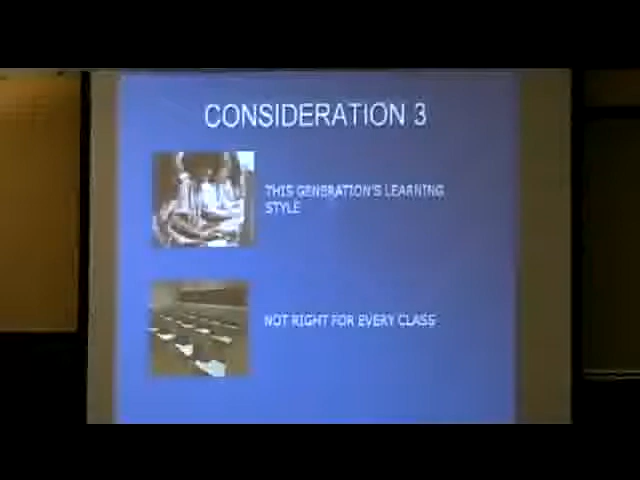 CONSIDERATION 3
THIS GENERATION'S LEARNING
STYLE
NOT RIGHT FOR EVERY CLASS